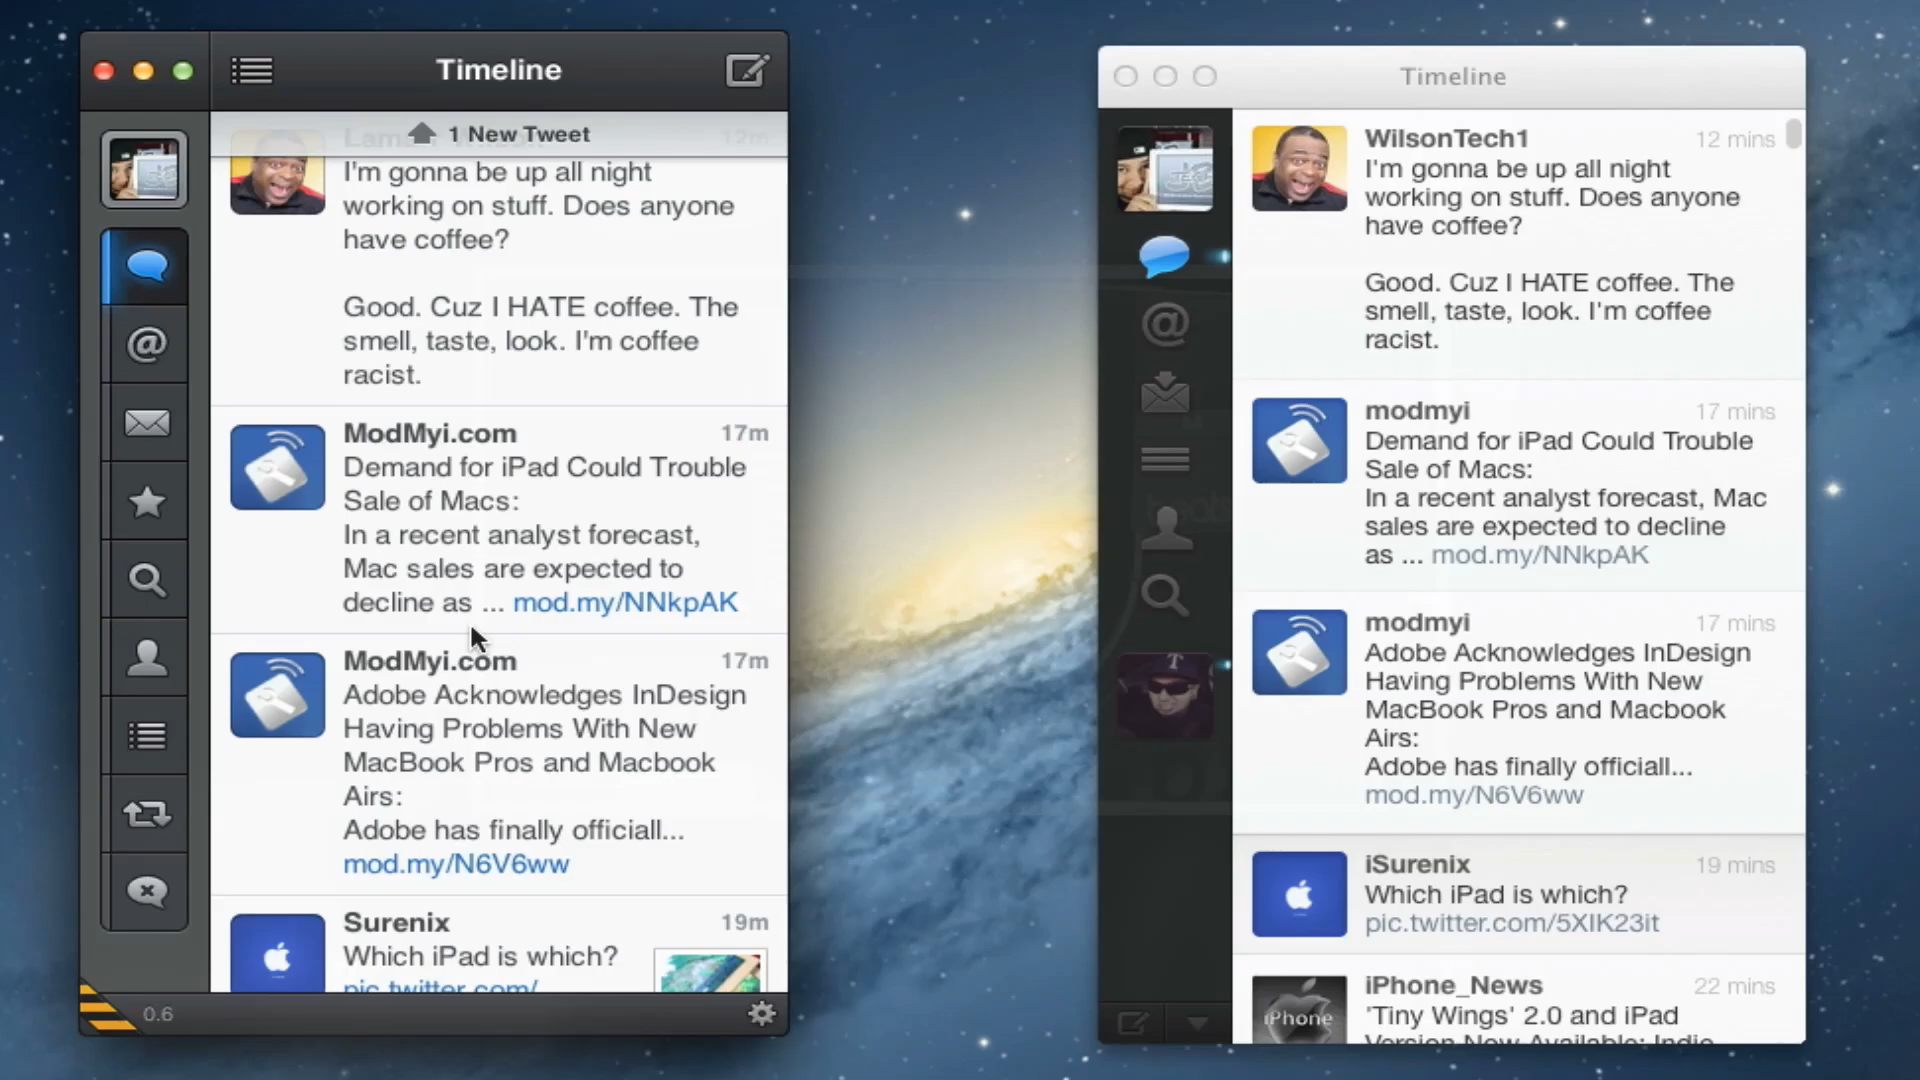 Timeline
1 New Tweet
12m
I'm gonna be up all night
working on stuff. Does anyone
have coffee?
Good. Cuz I HATE coffee. The
smell, taste, look. I'm coffee
racist.
ModMyi.com 17m
Demand for iPad Could Trouble
Sale of Macs:
In a recent analyst forecast,
Mac sales are expected to
decline as ... mod.my/NNkpAK
ModMyi.com 17m
Adobe Acknowledges InDesign
Having Problems With New
MacBook Pros and Macbook
Airs:
Adobe has finally officiall...
mod.my/N6V6ww
Surenix 19m
Which iPad is which?
pic.twitter.com/
0.6
Timeline
WilsonTech1 12 mins
I'm gonna be up all night
working on stuff. Does anyone
have coffee?
Good. Cuz I HATE coffee. The
smell, taste, look. I'm coffee
racist.
modmyi 17 mins
Demand for iPad Could Trouble
Sale of Macs:
In a recent analyst forecast, Mac
sales are expected to decline
as ... mod.my/NNkpAK
modmyi 17 mins
Adobe Acknowledges InDesign
Having Problems With New
MacBook Pros and Macbook
Airs:
Adobe has finally officiall...
mod.my/N6V6ww
iSurenix 19 mins
Which iPad is which?
pic.twitter.com/5XIK23it
iPhone_News 22 mins
iPhone
'Tiny Wings' 2.0 and iPad
Version Now Available: Indie